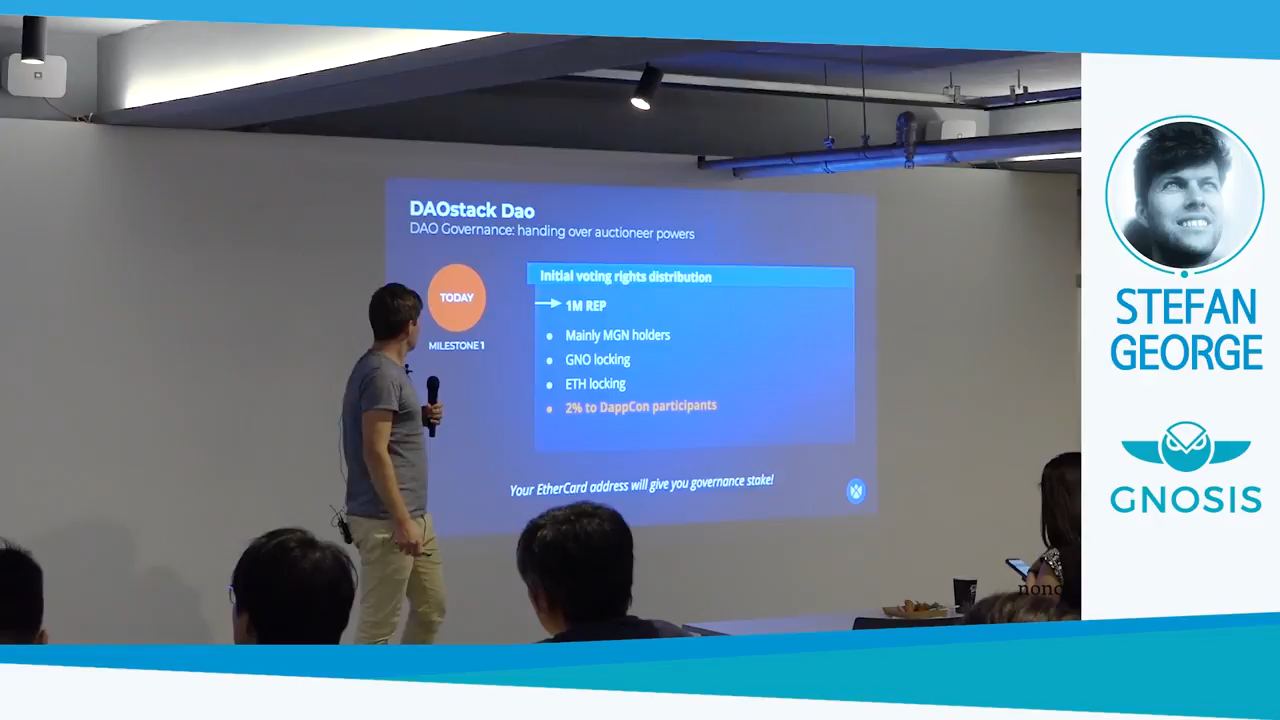 DAOstack Dao
DAO Governance: handing over auctioneer powers
TODAY
MILESTONE 1
Initial voting rights distribution
1M REP
Mainly MGN holders
GNO locking
ETH locking
2% to DappCon participants
Your EtherCard address will give you governance stake!
STEFAN
GEORGE
GNOSIS